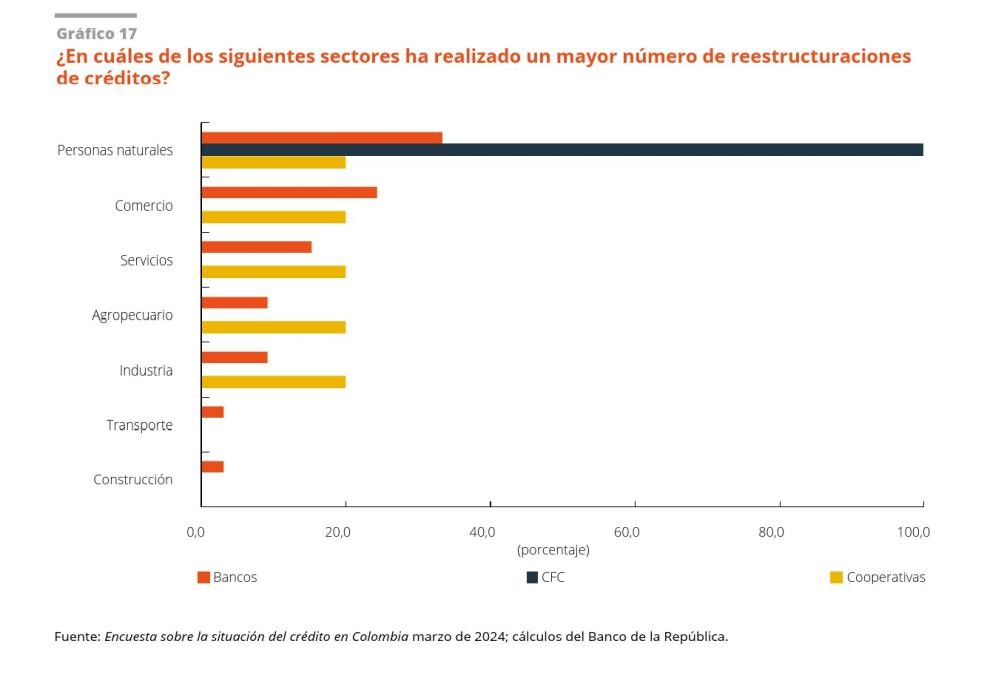 Gráfico 17
¿En cuáles de los siguientes sectores ha realizado un mayor número de reestructuraciones
de créditos?
Personas naturales
Comercio
Servicios
Agropecuario
Industria
Transporte
Construcción
0,0 20,0 40,0 60,0 80,0 100,0
(porcentaje)
Bancos CFC Cooperativas
Fuente: Encuesta sobre la situación del crédito en Colombia marzo de 2024; cálculos del Banco de la República.